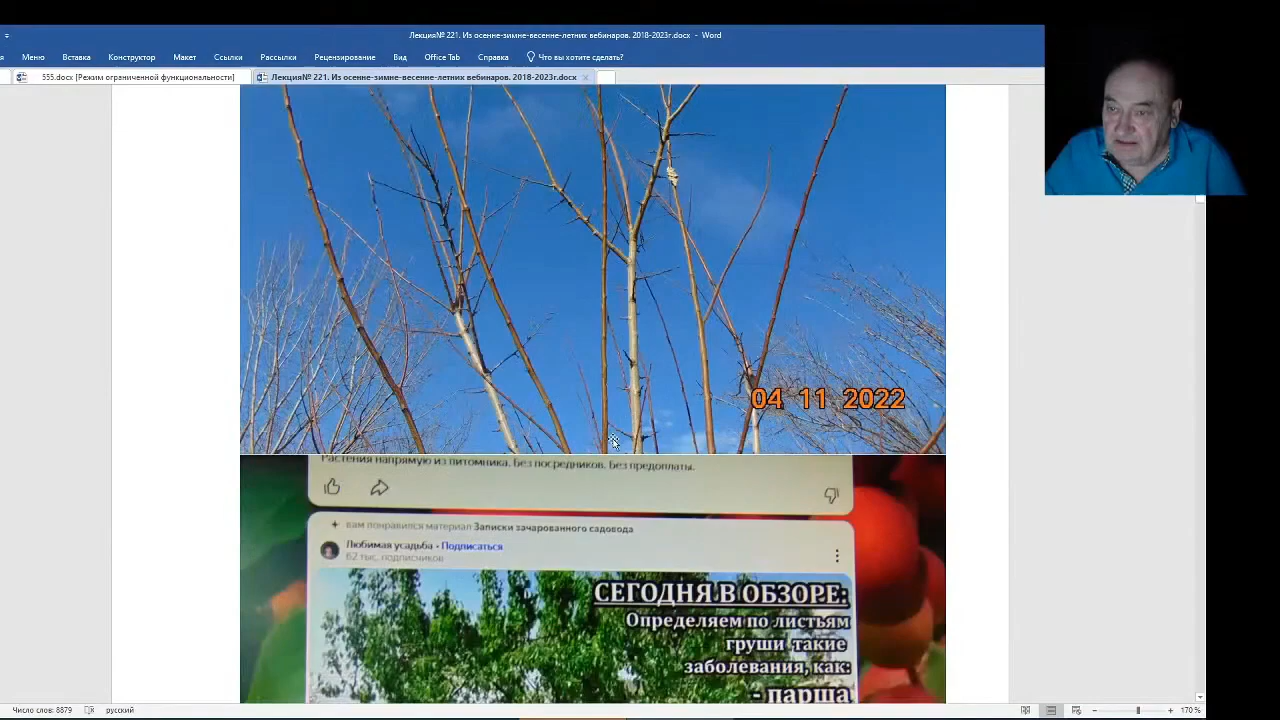 Лекция№ 221. Из осенне-зимне-весенне-летних вебинаров. 2018-2023г.docx - Word
я Меню Вставка Конструктор Макет Ссылки Рассылки Рецензирование Вид Office Tab Справка Что вы хотите сделать?
555.docx [Режим ограниченной функциональности] Лекция№ 221. Из осенне-зимне-весенне-летних вебинаров. 2018-2023г.docx
04 11 2022
Растения напрямую из питомника. Без посредников. Без предоплаты.
вам понравился материал Записки зачарованного садовода
Любимая усадьба • Подписаться
62 тыс. подписчиков
СЕГОДНЯ В ОБЗОРЕ:
Определяем по листьям
груши такие
заболевания, как:
- парша
Число слов: 8879 русский 170 %